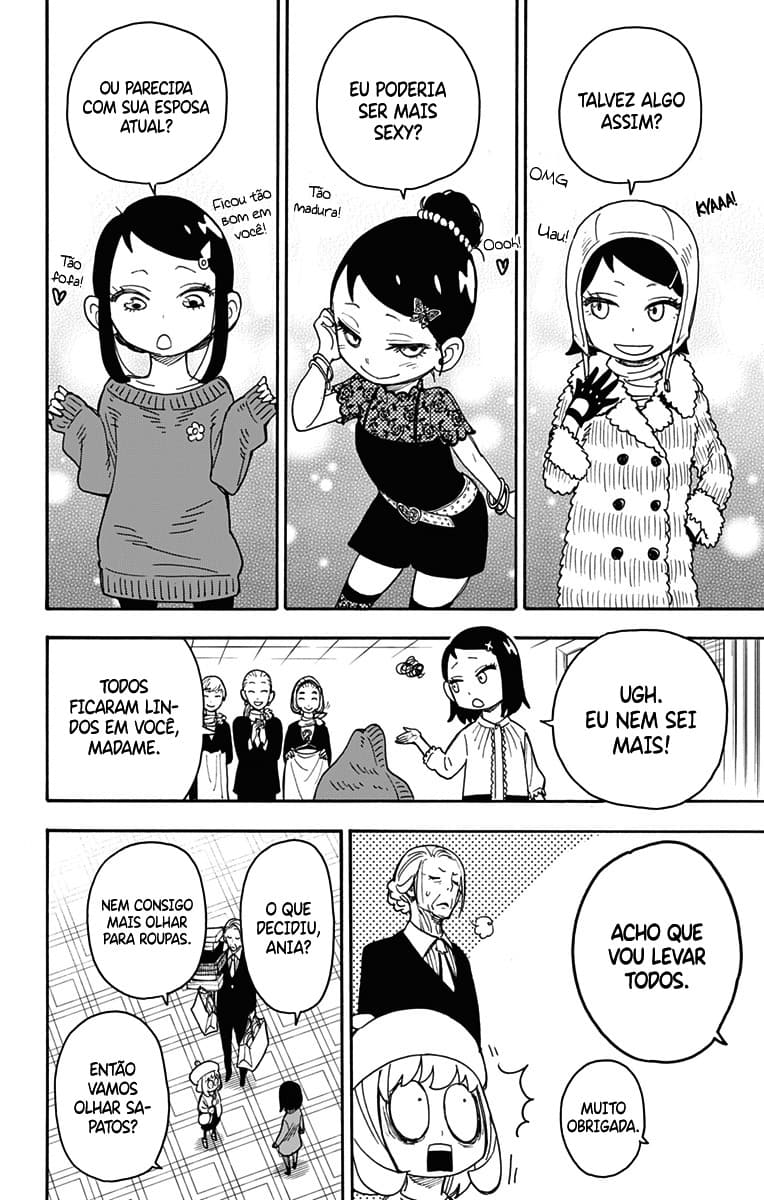 TALVEZ ALGO
ASSIM?
OMG
KYAAA!
Uau!
EU PODERIA
SER MAIS
SEXY?
Tão
madura!
Oooh!
OU PARECIDA
COM SUA ESPOSA
ATUAL?
Ficou tão
bom em
você!
Tão
fofa!
UGH.
EU NEM SEI
MAIS!
TODOS
FICARAM LIN-
DOS EM VOCÊ,
MADAME.
ACHO QUE
VOU LEVAR
TODOS.
MUITO
OBRIGADA.
O QUE
DECIDIU,
ANIA?
NEM CONSIGO
MAIS OLHAR
PARA ROUPAS.
ENTÃO
VAMOS
OLHAR SA-
PATOS?